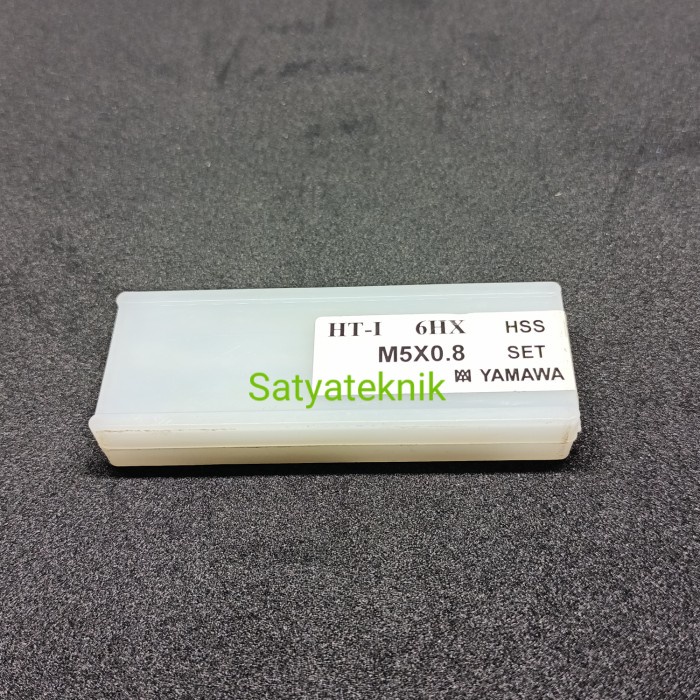 HT-I 6HX HSS
M5X0.8 SET
YAMAWA
Satyateknik